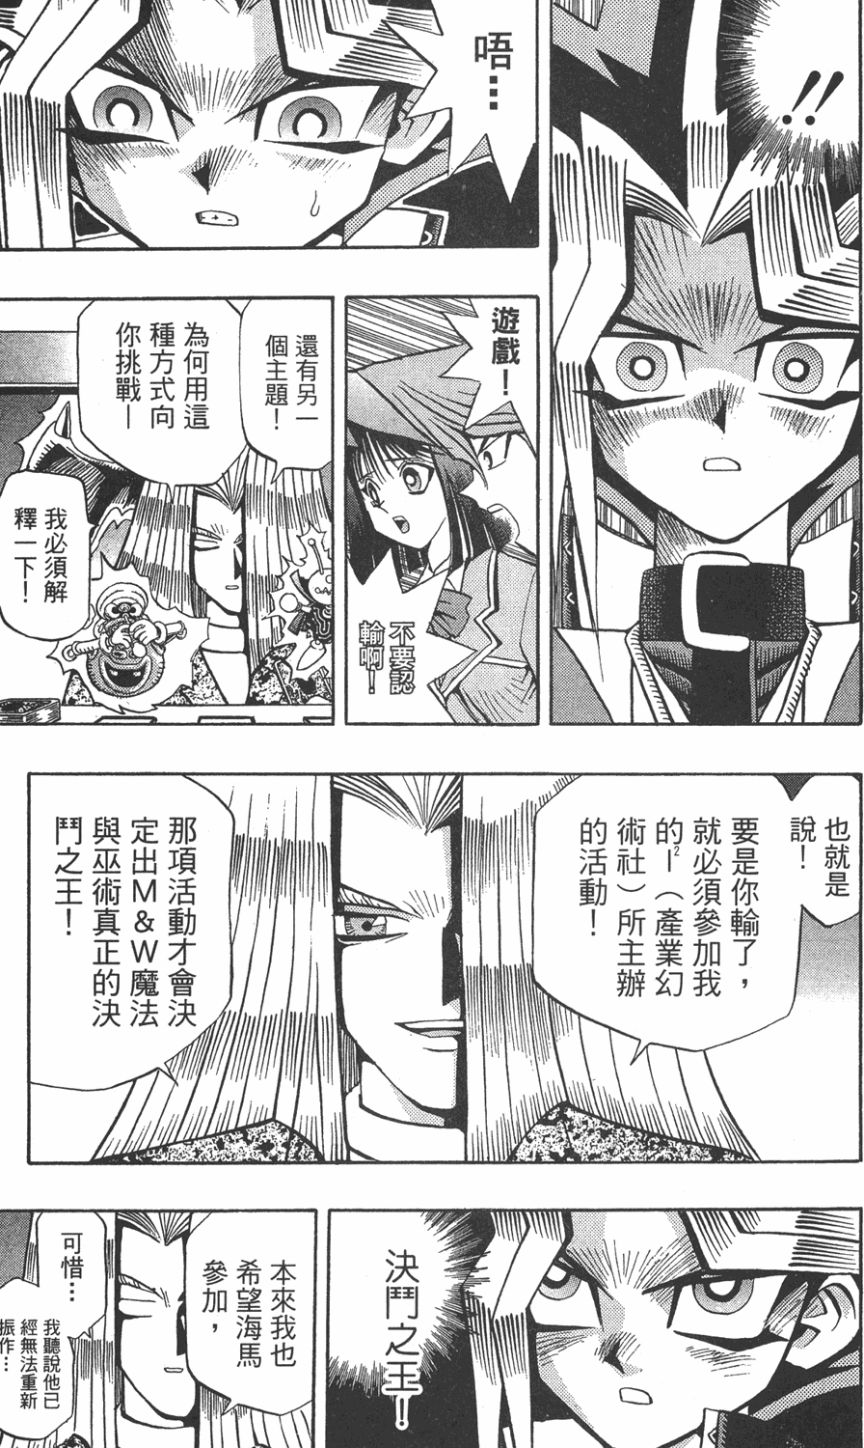 !!
唔…
遊戲！
不要認
輸啊！
還有另一
個主題！
為何用這
種方式向
你挑戰—
我必須解
釋一下！
也就是
說！
要是你輸了，
就必須參加我
的I²（產業幻
術社）所主辦
的活動！
那項活動才會決
定出M&W魔法
與巫術真正的決
鬥之王！
決鬥之王！
本來我也
希望海馬
參加，
可惜…
我聽說他已
經無法重新
振作…